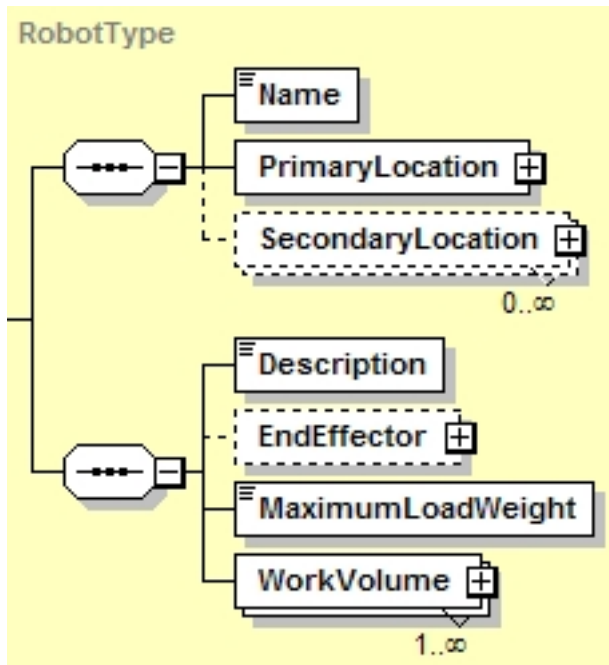 RobotType
Name
PrimaryLocation
SecondaryLocation
0..∞
Description
EndEffector
MaximumLoadWeight
WorkVolume
1..∞